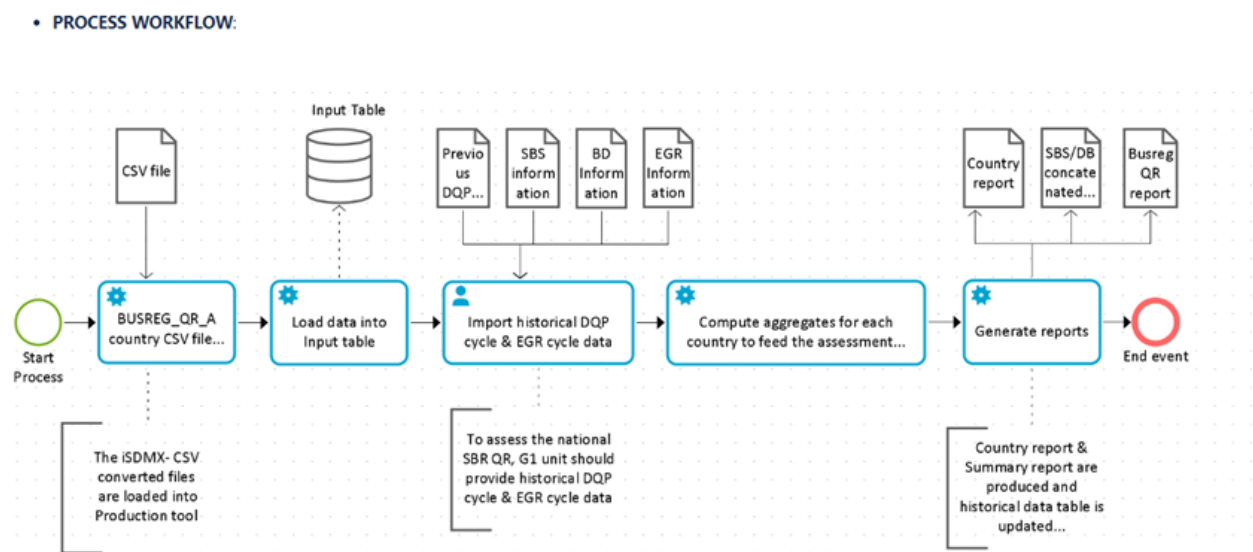 • PROCESS WORKFLOW:
Input Table
CSV file
Previo
us
DQP...
SBS
inform
ation
BD
Inform
ation
EGR
Inform
ation
Country
report
SBS/DB
concate
nated...
Busreg
QR
report
Start
Process
BUSREG_QR_A
country CSV file...
Load data into
Input table
Import historical DQP
cycle & EGR cycle data
Compute aggregates for each
country to feed the assessment...
Generate reports
End event
The iSDMX- CSV
converted files
are loaded into
Production tool
To assess the national
SBR QR, G1 unit should
provide historical DQP
cycle & EGR cycle data
Country report &
Summary report are
produced and
historical data table is
updated...